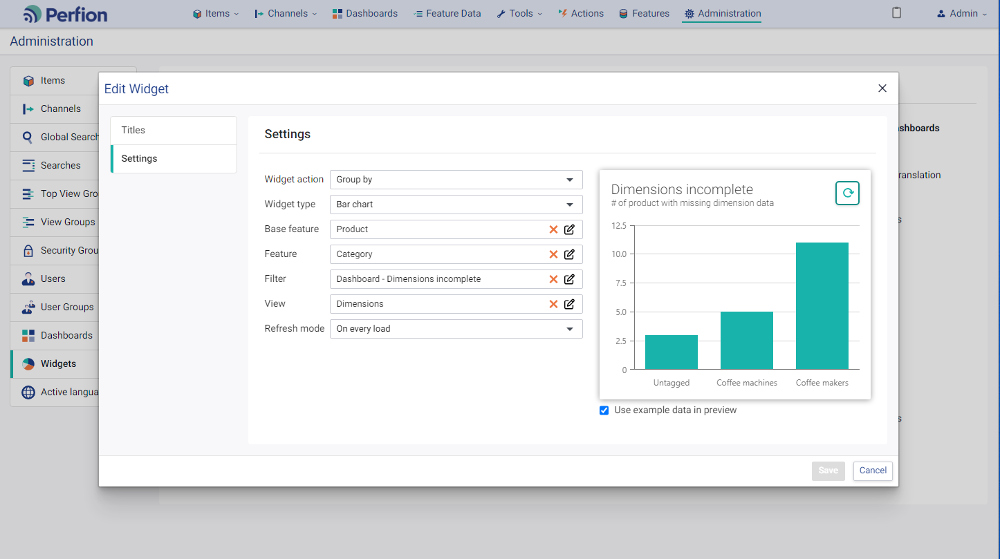 Perfion Items Channels Dashboards Feature Data Tools Actions Features Administration Admin
Administration
Items
Channels
Global Search
Searches
Top View Gro
View Groups
Security Grou
Users
User Groups
Dashboards
Widgets
Active langua
Edit Widget
Titles
Settings
Settings
Widget action Group by
Widget type Bar chart
Base feature Product
Feature Category
Filter Dashboard - Dimensions incomplete
View Dimensions
Refresh mode On every load
Dimensions incomplete
# of product with missing dimension data
12.5
10.0
7.5
5.0
2.5
0
Untagged Coffee machines Coffee makers
Use example data in preview
Save Cancel
shboards
ranslation
s
s